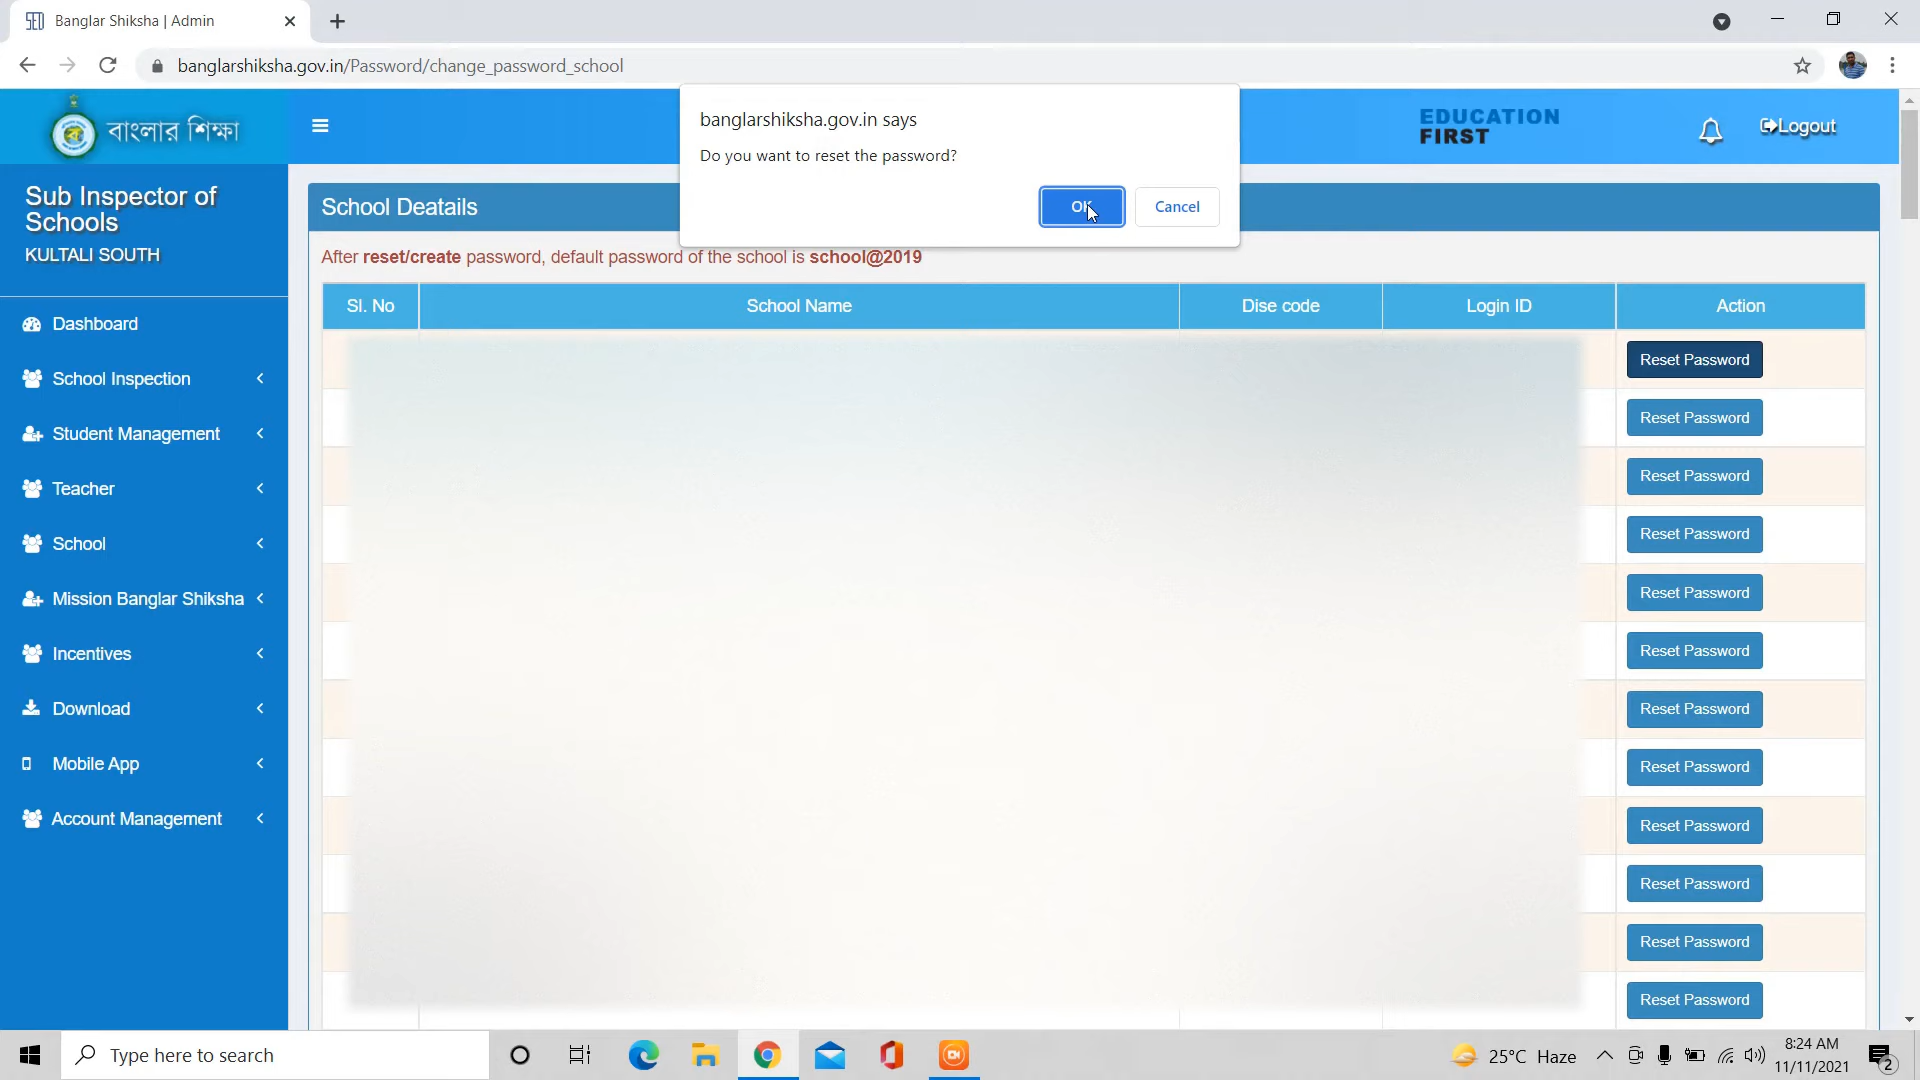 Banglar Shiksha | Admin
banglarshiksha.gov.in/Password/change_password_school
banglarshiksha.gov.in says
Do you want to reset the password?
OK
Cancel
বাংলার শিক্ষা
EDUCATION
FIRST
Logout
Sub Inspector of
Schools
KULTALI SOUTH
Dashboard
School Inspection
Student Management
Teacher
School
Mission Banglar Shiksha
Incentives
Download
Mobile App
Account Management
School Deatails
After reset/create password, default password of the school is school@2019
Sl. No School Name Dise code Login ID Action
Reset Password
Reset Password
Reset Password
Reset Password
Reset Password
Reset Password
Reset Password
Reset Password
Reset Password
Reset Password
Reset Password
Reset Password
Type here to search
25°C Haze
8:24 AM
11/11/2021
2